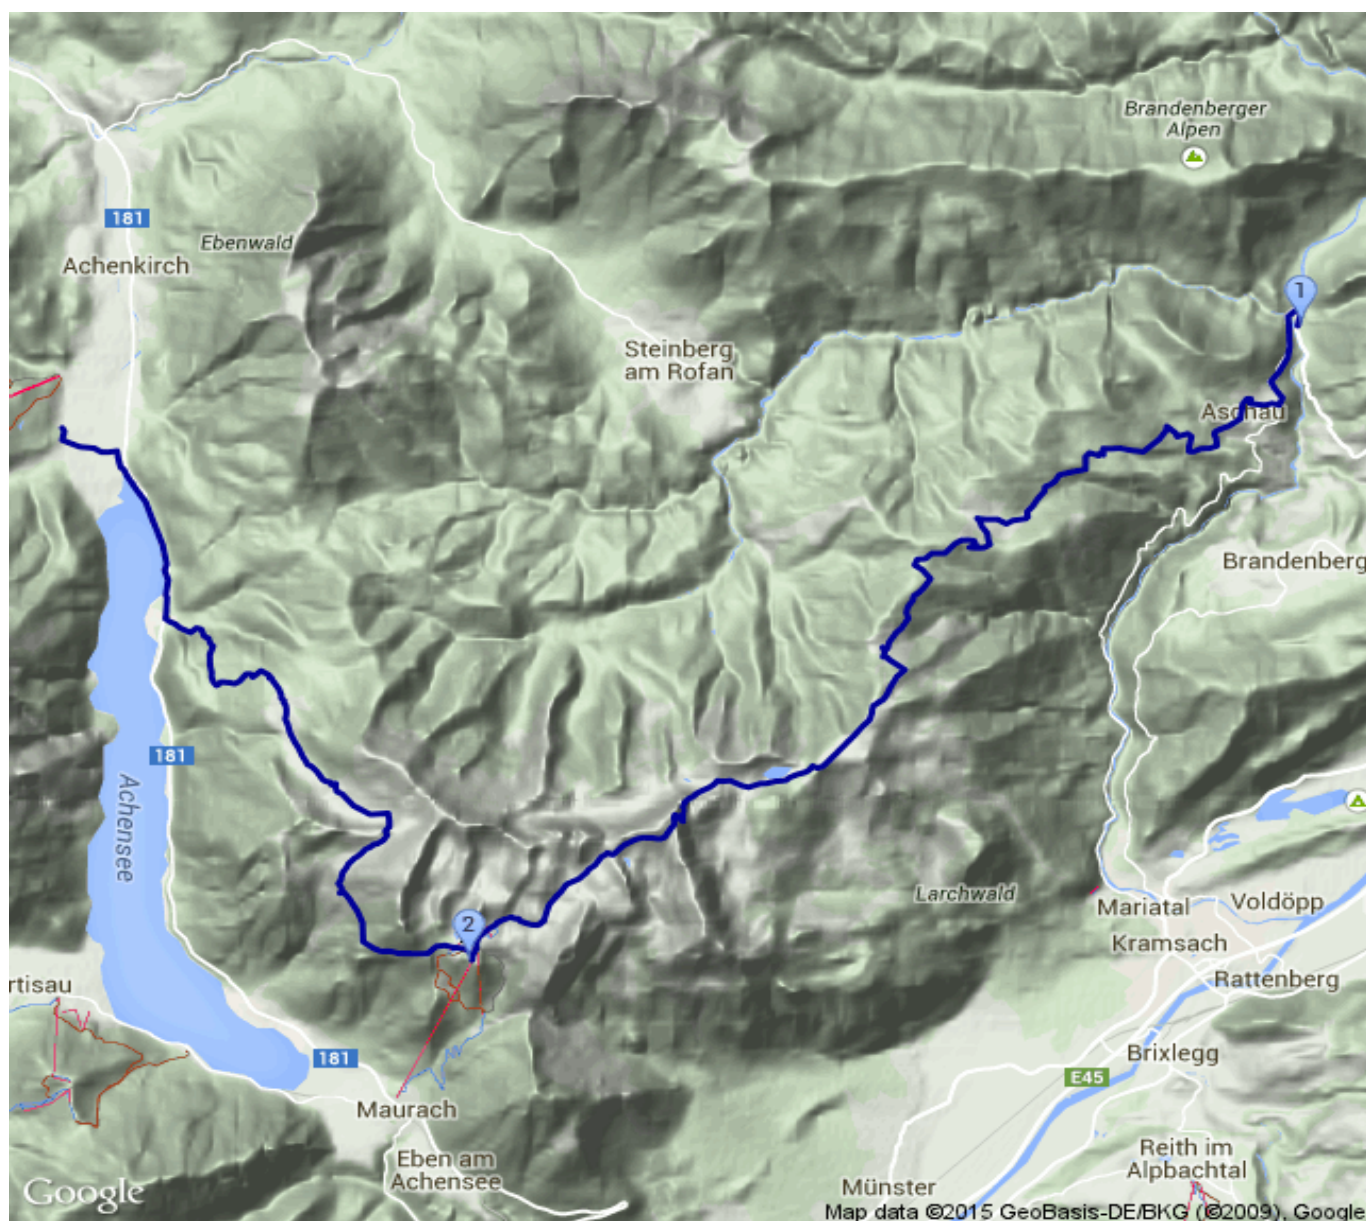 Brandenberger
Alpen
181
Ebenwald
Achenkirch
1
Steinberg
am Rofan
Aschau
Brandenberg
181
Achensee
Larchwald
Mariatal
Voldöpp
2
Kramsach
rtisau
Rattenberg
181
Brixlegg
E45
Maurach
Reith im
Alpbachtal
Eben am
Achensee
Münster
Google
Map data ©2015 GeoBasis-DE/BKG (©2009), Google